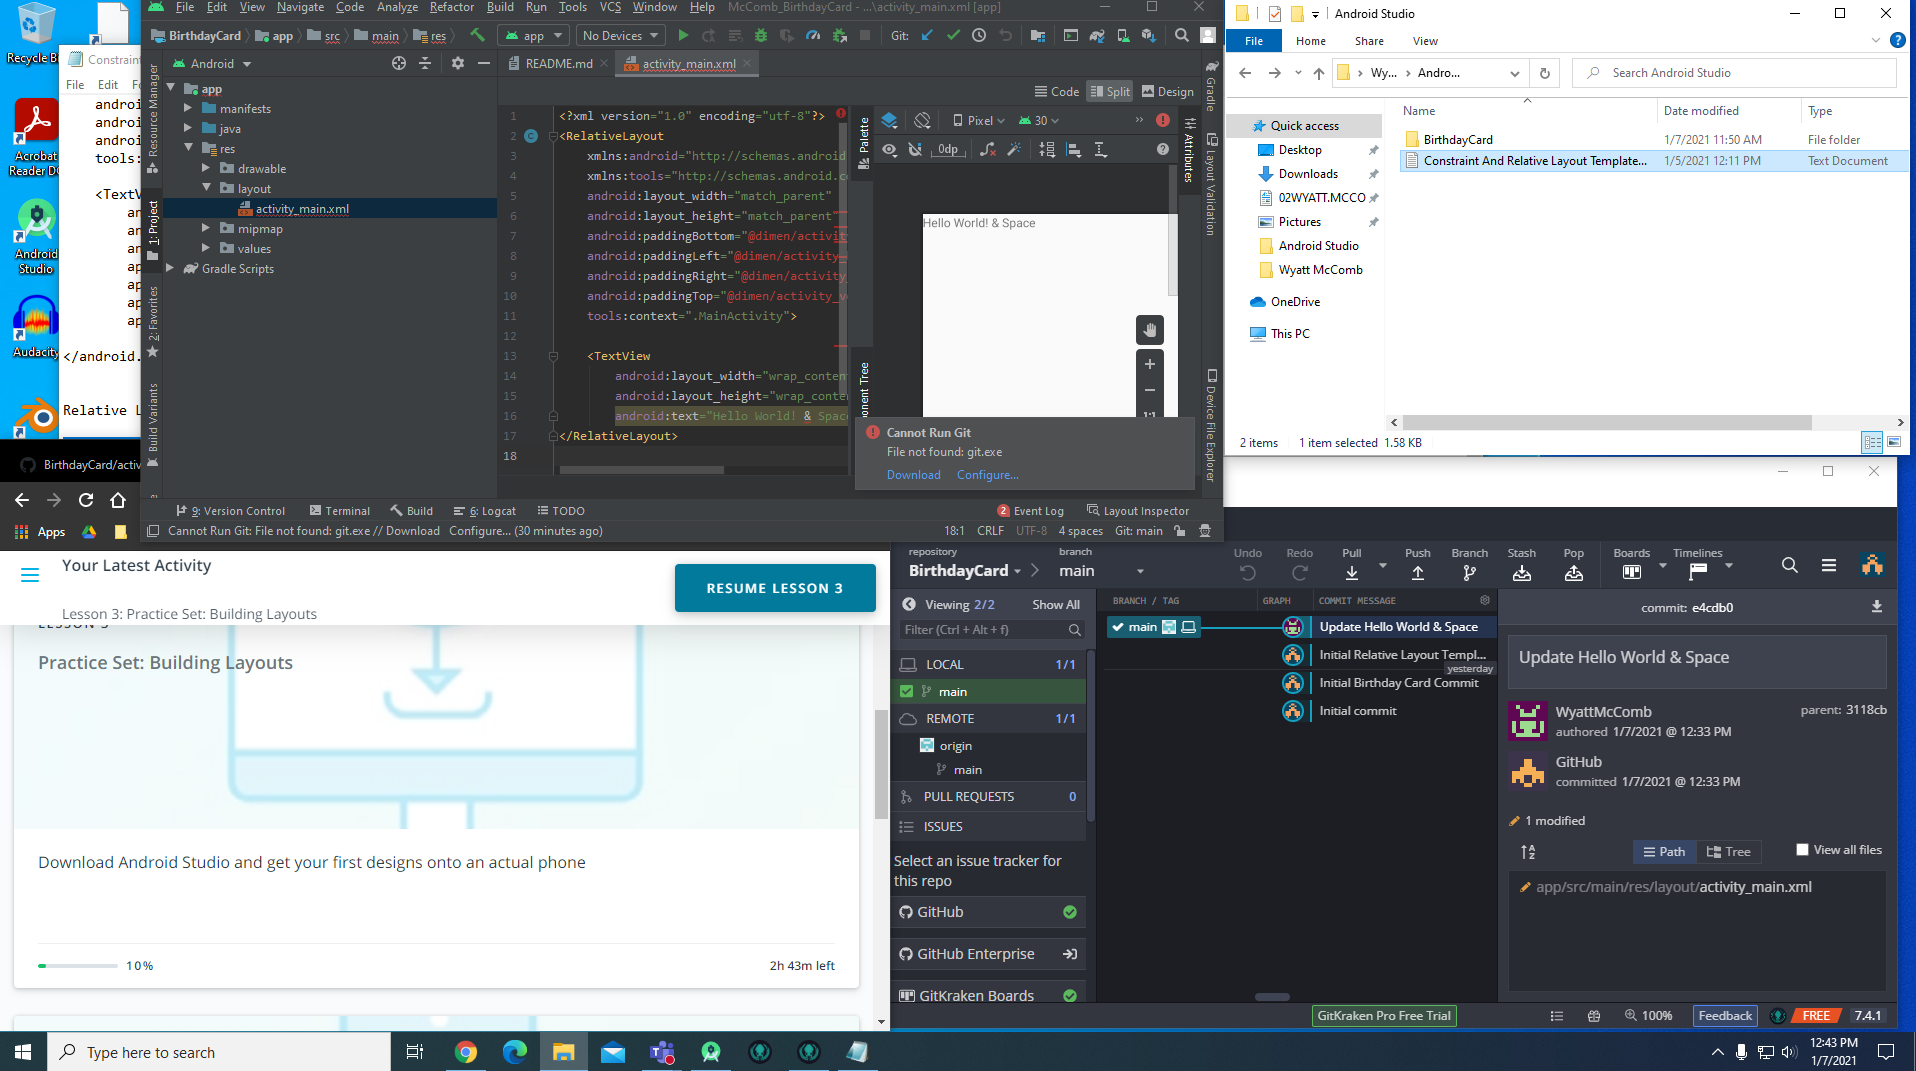 Recycle B
Acrobat
Reader D
Android
Studio
Audacity
Constrain
File Edit Fo
androi
androi
androi
tools:
<TextV
an
an
an
ap
ap
ap
ap
</android.
Relative L
File Edit View Navigate Code Analyze Refactor Build Run Tools VCS Window Help McComb_BirthdayCard - ...\activity_main.xml [app]
BirthdayCard app src main res app No Devices Git:
Android README.md activity_main.xml
Code Split Design
Resource Manager
1: Project
2: Favorites
Build Variants
app
manifests
java
res
drawable
layout
activity_main.xml
mipmap
values
Gradle Scripts
1 <?xml version="1.0" encoding="utf-8"?>
2 <RelativeLayout
3 xmlns:android="http://schemas.android
4 xmlns:tools="http://schemas.android.co
5 android:layout_width="match_parent"
6 android:layout_height="match_parent"
7 android:paddingBottom="@dimen/activity
8 android:paddingLeft="@dimen/activity_
9 android:paddingRight="@dimen/activity_
10 android:paddingTop="@dimen/activity_v
11 tools:context=".MainActivity">
12
13 <TextView
14 android:layout_width="wrap_conten
15 android:layout_height="wrap_conte
16 android:text="Hello World! & Space
17 </RelativeLayout>
18
Palette
Pixel 30
0dp
Attributes
Gradle
Layout Validation
Device File Explorer
Hello World! & Space
1:1
onent Tree
Cannot Run Git
File not found: git.exe
Download Configure...
9: Version Control Terminal Build 6: Logcat TODO 2 Event Log Layout Inspector
Cannot Run Git: File not found: git.exe // Download Configure... (30 minutes ago) 18:1 CRLF UTF-8 4 spaces Git: main
Android Studio
File Home Share View
Wy... Andro... Search Android Studio
Name Date modified Type
Quick access
Desktop
Downloads
02WYATT.MCCO
Pictures
Android Studio
Wyatt McComb
OneDrive
This PC
BirthdayCard 1/7/2021 11:50 AM File folder
Constraint And Relative Layout Template... 1/5/2021 12:11 PM Text Document
2 items 1 item selected 1.58 KB
BirthdayCard/activ
Apps
Your Latest Activity
Lesson 3: Practice Set: Building Layouts
RESUME LESSON 3
LESSON 3
Practice Set: Building Layouts
Download Android Studio and get your first designs onto an actual phone
10% 2h 43m left
repository branch
BirthdayCard main
Undo Redo Pull Push Branch Stash Pop Boards Timelines
Viewing 2/2 Show All
Filter (Ctrl + Alt + f)
LOCAL 1/1
main
REMOTE 1/1
origin
main
PULL REQUESTS 0
ISSUES
Select an issue tracker for
this repo
GitHub
GitHub Enterprise
GitKraken Boards
BRANCH / TAG GRAPH COMMIT MESSAGE
main Update Hello World & Space
Initial Relative Layout Templ...
yesterday
Initial Birthday Card Commit
Initial commit
commit: e4cdb0
Update Hello World & Space
WyattMcComb parent: 3118cb
authored 1/7/2021 @ 12:33 PM
GitHub
committed 1/7/2021 @ 12:33 PM
1 modified
Path Tree View all files
app/src/main/res/layout/activity_main.xml
GitKraken Pro Free Trial 100% Feedback FREE 7.4.1
Type here to search
12:43 PM
1/7/2021